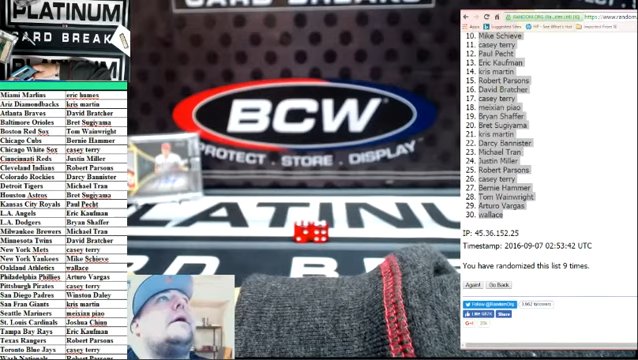 PLATINUM
CARD BREAK
CARD BREAK
BCW
PROTECT . STORE . DISPLAY
PLATINUM
Miami Marlins eric humes
Ariz Diamondbacks kris martin
Atlanta Braves David Bratcher
Baltimore Orioles Bret Sugiyama
Boston Red Sox Tom Wainwright
Chicago Cubs Bernie Hammer
Chicago White Sox casey terry
Cinncinnati Reds Justin Miller
Cleveland Indians Robert Parsons
Colorado Rockies Darcy Bannister
Detroit Tigers Michael Tran
Houston Astros Bret Sugiyama
Kansas City Royals Paul Pecht
L.A. Angels Eric Kaufman
L.A. Dodgers Bryan Shaffer
Milwaukee Brewers Michael Tran
Minnesota Twins David Bratcher
New York Mets casey terry
New York Yankees Mike Schieve
Oakland Athletics wallace
Philadelphia Phillies Arturo Vargas
Pittsburgh Pirates casey terry
San Diego Padres Winston Daley
San Fran Giants kris martin
Seattle Mariners meixian piao
St. Louis Cardinals Joshua Chinn
Tampa Bay Rays Eric Kaufman
Texas Rangers Robert Parsons
Toronto Blue Jays casey terry
Wash Nationals Robert Parsons
10. Mike Schieve
11. casey terry
12. Paul Pecht
13. Eric Kaufman
14. kris martin
15. Robert Parsons
16. David Bratcher
17. casey terry
18. meixian piao
19. Bryan Shaffer
20. Bret Sugiyama
21. kris martin
22. Darcy Bannister
23. Michael Tran
24. Justin Miller
25. Robert Parsons
26. casey terry
27. Bernie Hammer
28. Tom Wainwright
29. Arturo Vargas
30. wallace
IP: 45.36.152.25
Timestamp: 2016-09-07 02:53:42 UTC
You have randomized this list 9 times.
Again! Go Back
Follow @RandomOrg
Share